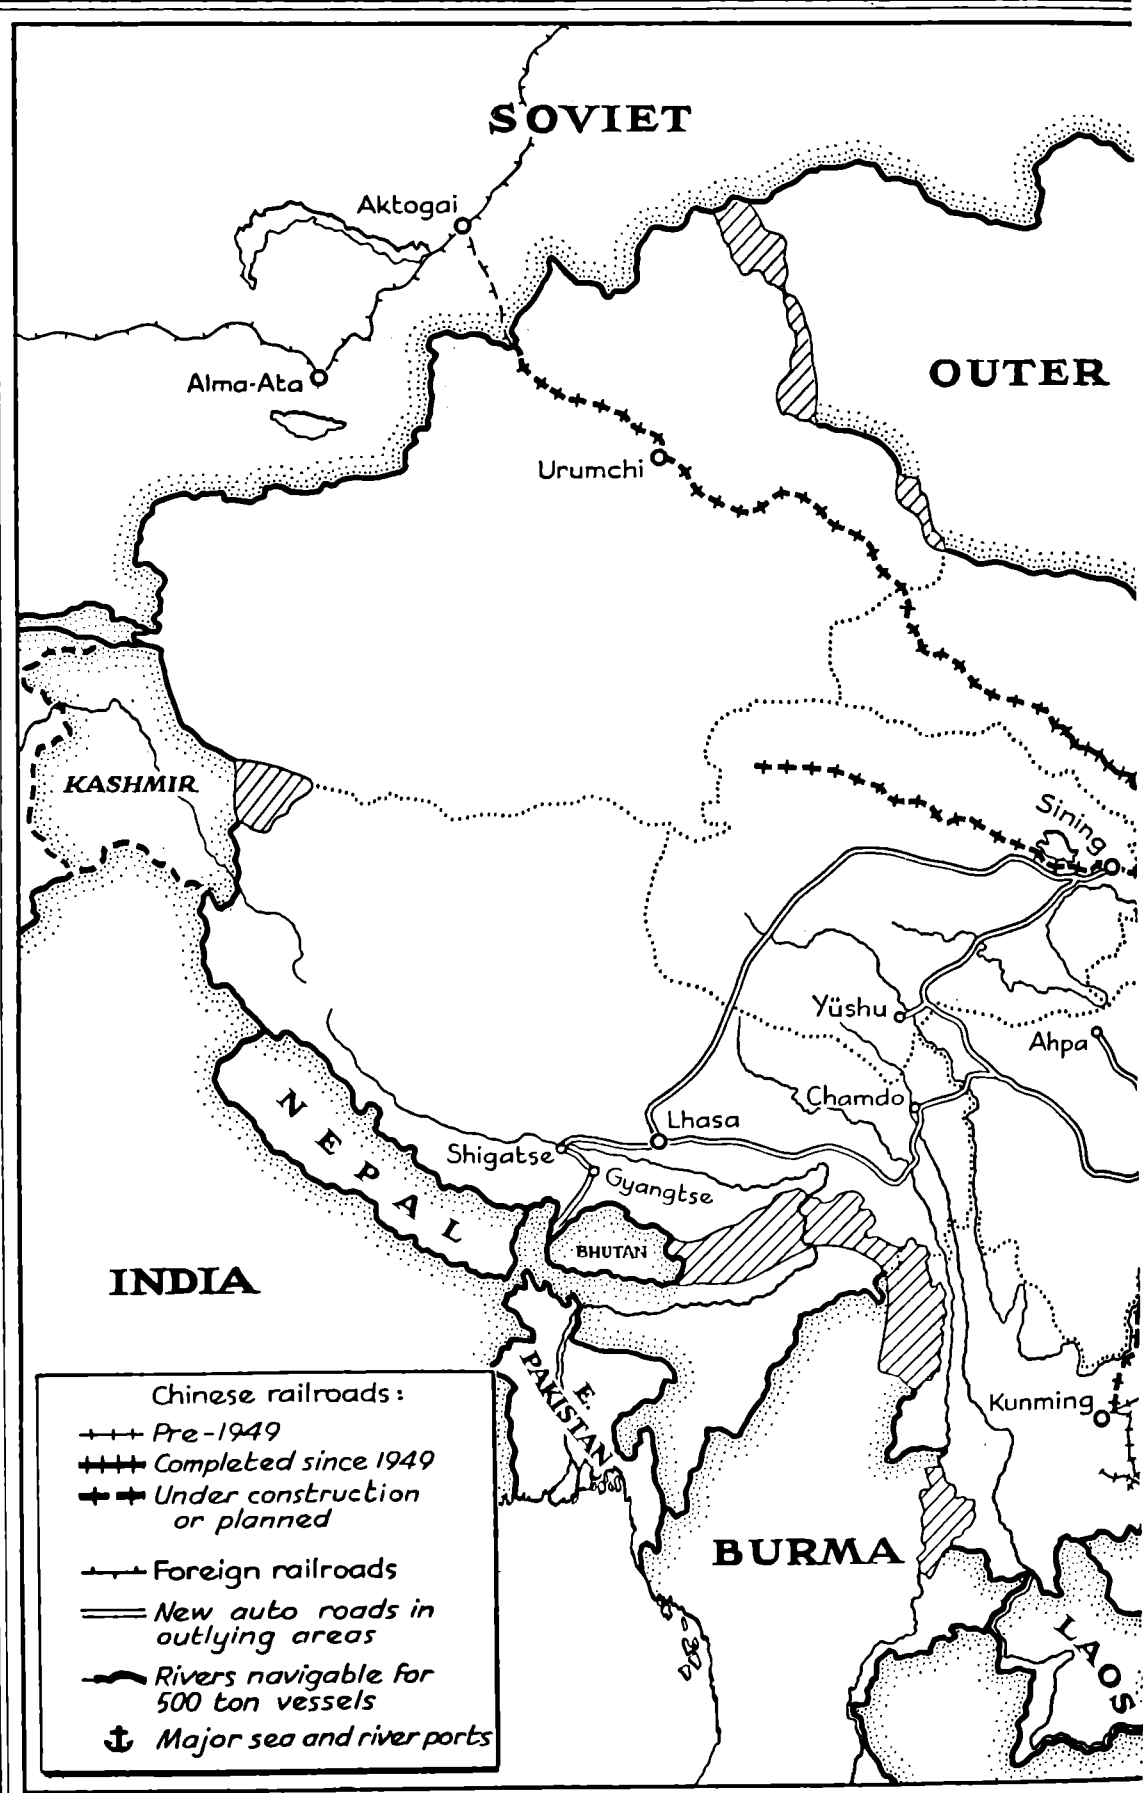 SOVIET
Aktogai
OUTER
Alma-Ata
Urumchi
KASHMIR
Sining
Yüshu
Ahpa
Chamdo
Lhasa
Shigatse
Gyangtse
NEPAL
BHUTAN
INDIA
E.
PAKISTAN
Kunming
BURMA
LAOS
Chinese railroads:
Pre-1949
Completed since 1949
Under construction
or planned
Foreign railroads
New auto roads in
outlying areas
Rivers navigable for
500 ton vessels
Major sea and river ports